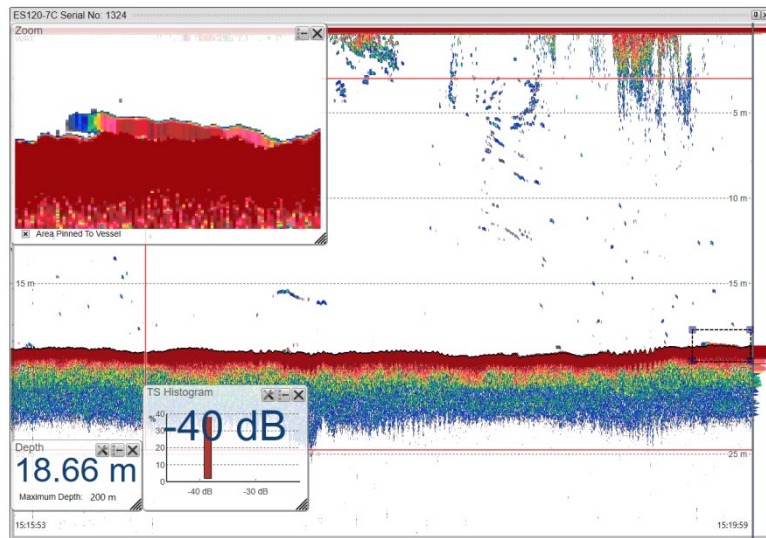 ES120-7C Serial No: 1324
Zoom
5 m
10 m
15 m
15 m
Area Pinned To Vessel
TS Histogram
%
-40 dB
40
30
20
10
0
-40 dB
-30 dB
Depth
18.66 m
Maximum Depth: 200 m
25 m
15:15:53
15:19:59